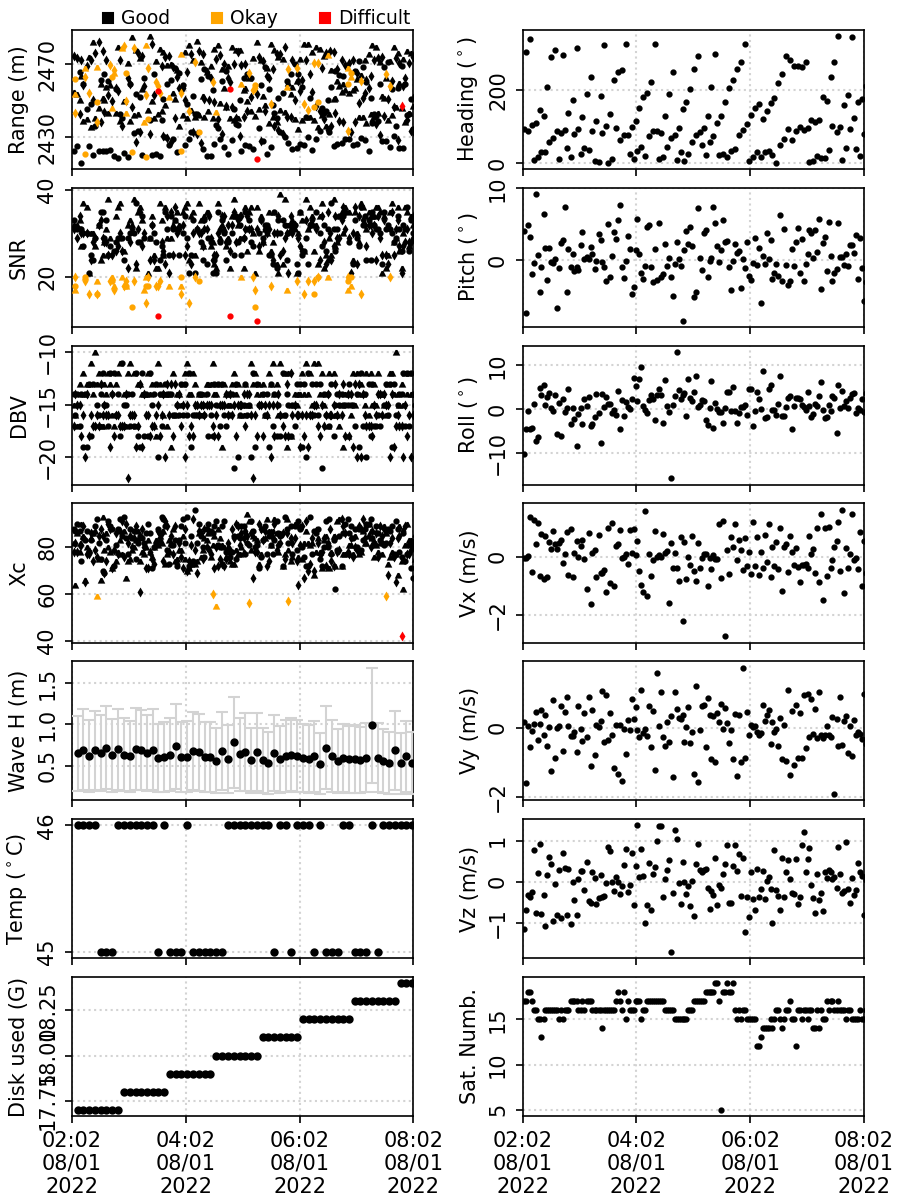 Good Okay Difficult
Range (m)
2470
2430
Heading (°)
200
0
SNR
40
20
Pitch (°)
10
0
DBV
−10
−15
−20
Roll (°)
10
0
−10
Xc
80
60
40
Vx (m/s)
0
−2
Wave H (m)
1.5
1.0
0.5
Vy (m/s)
0
−2
Temp (°C)
46
45
Vz (m/s)
1
0
−1
Disk used (G)
18.25
18.00
17.75
Sat. Numb.
15
10
5
02:02 04:02 06:02 08:02 02:02 04:02 06:02 08:02
08/01 08/01 08/01 08/01 08/01 08/01 08/01 08/01
2022 2022 2022 2022 2022 2022 2022 2022